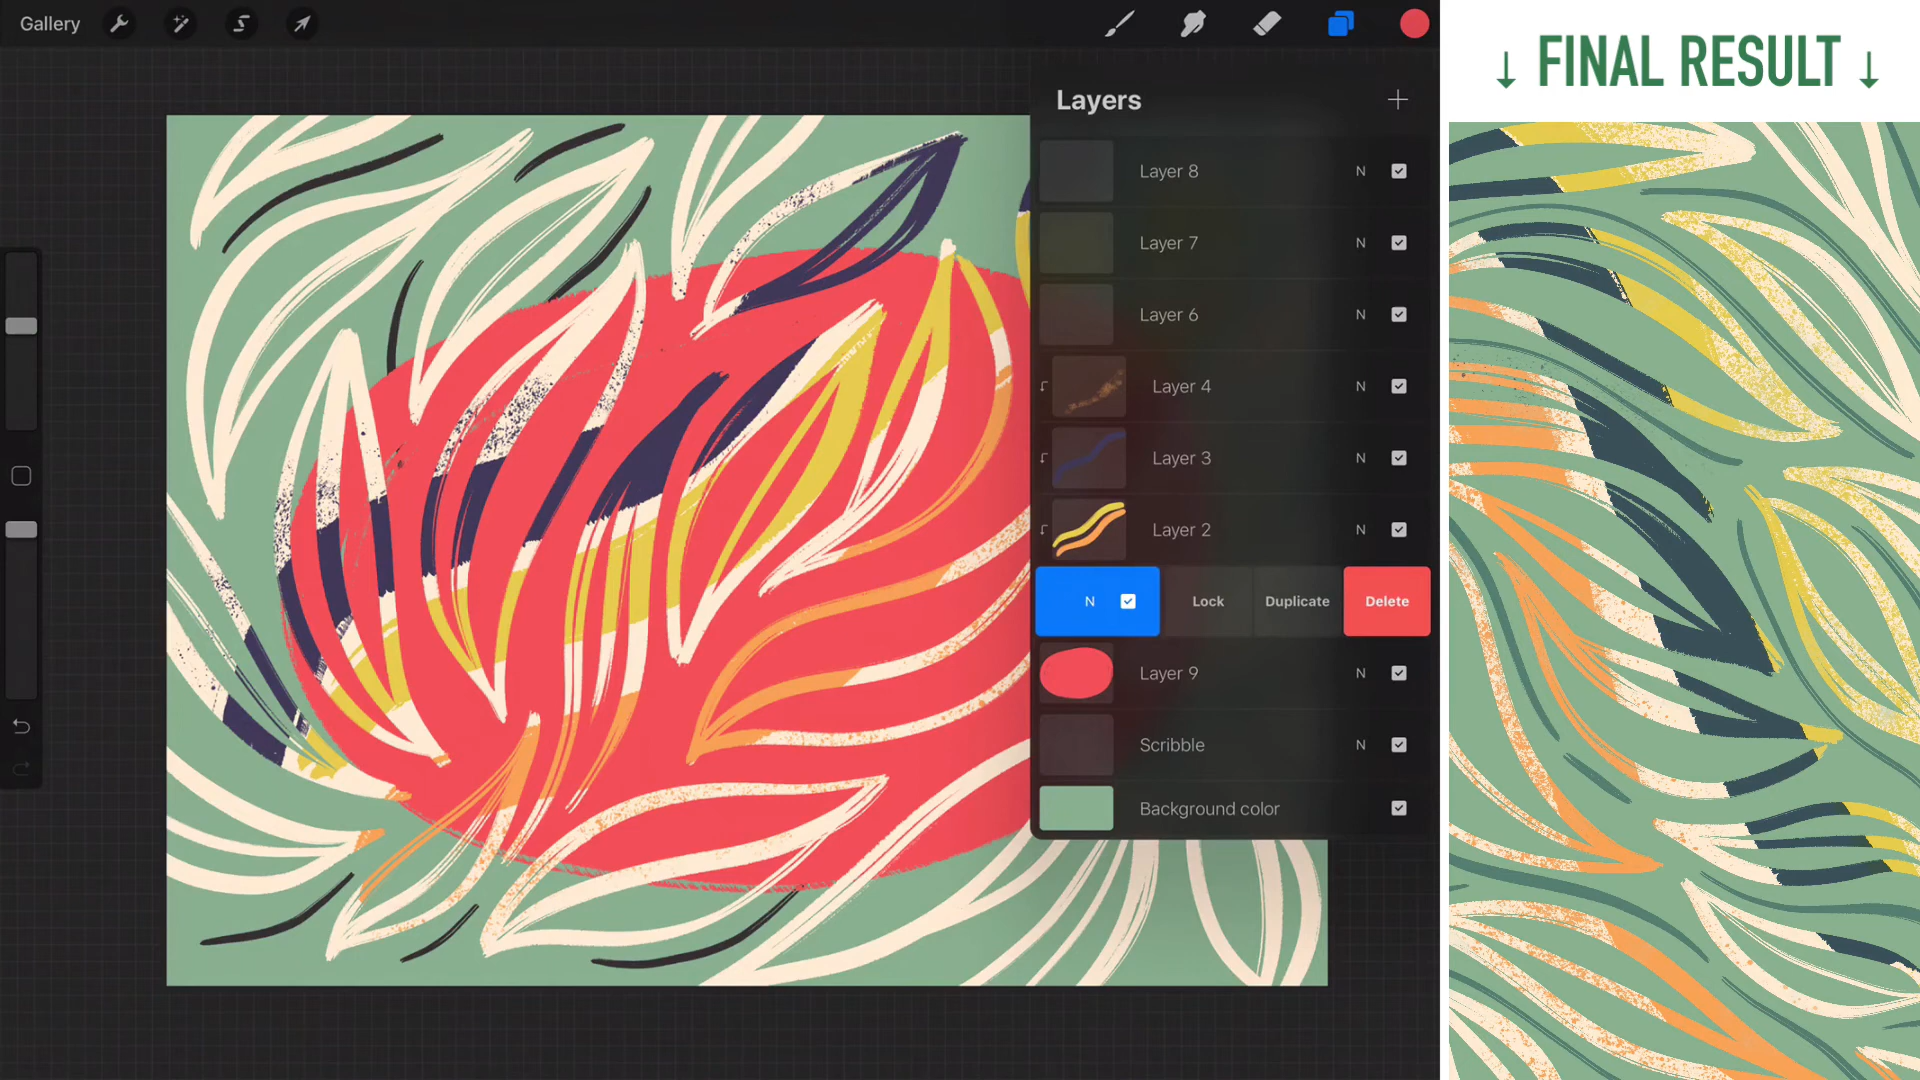 Gallery
↓ FINAL RESULT ↓
Layers
Layer 8 N
Layer 7 N
Layer 6 N
Layer 4 N
Layer 3 N
Layer 2 N
N Lock Duplicate Delete
Layer 9 N
Scribble N
Background color